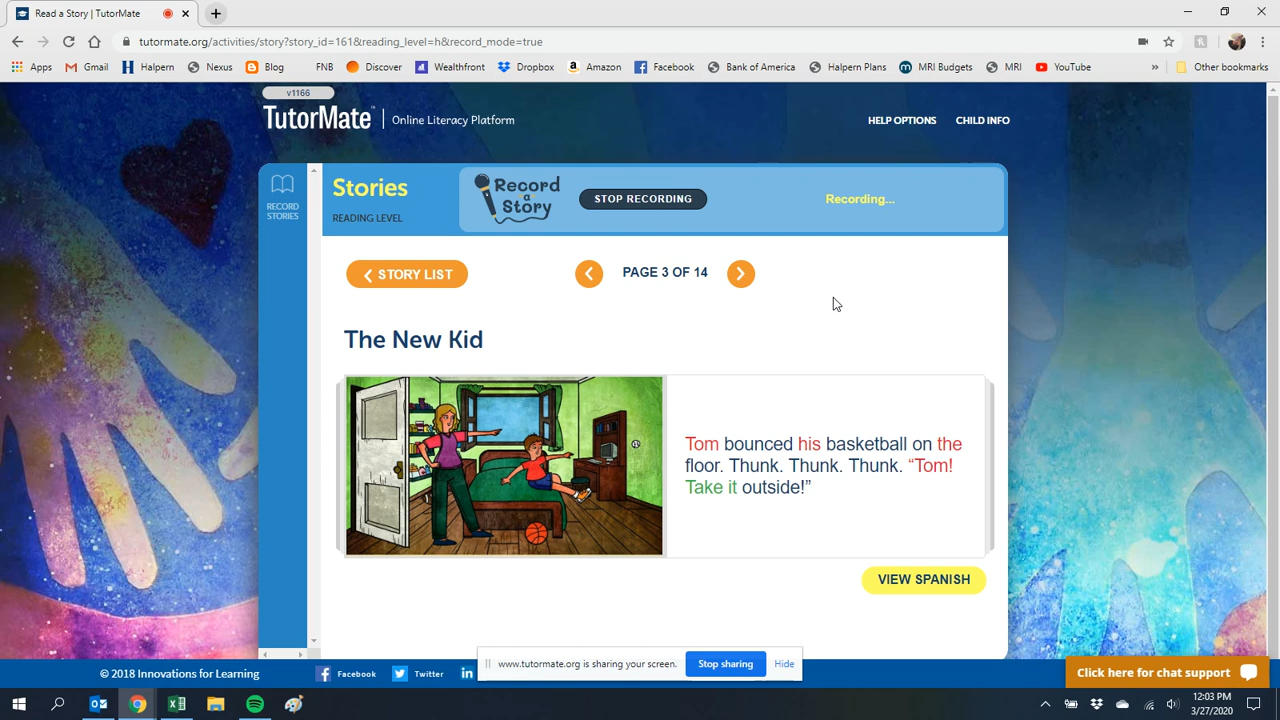 Read a Story | TutorMate
tutormate.org/activities/story?story_id=161&reading_level=h&record_mode=true
Apps Gmail Halpern Nexus Blog FNB Discover Wealthfront Dropbox Amazon Facebook Bank of America Halpern Plans MRI Budgets MRI YouTube » Other bookmarks
v1166
TutorMate | Online Literacy Platform
HELP OPTIONS CHILD INFO
RECORD
STORIES
Stories
READING LEVEL
Record
a
Story
STOP RECORDING
Recording...
STORY LIST
PAGE 3 OF 14
The New Kid
Tom bounced his basketball on the
floor. Thunk. Thunk. Thunk. “Tom!
Take it outside!”
VIEW SPANISH
www.tutormate.org is sharing your screen. Stop sharing Hide
© 2018 Innovations for Learning Facebook Twitter in
Click here for chat support
12:03 PM
3/27/2020